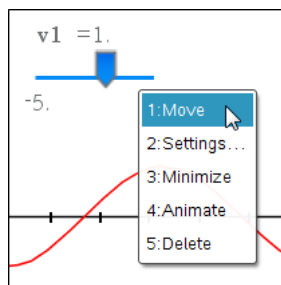 v1 =1.
-5.
1:Move
2:Settings...
3:Minimize
4:Animate
5:Delete